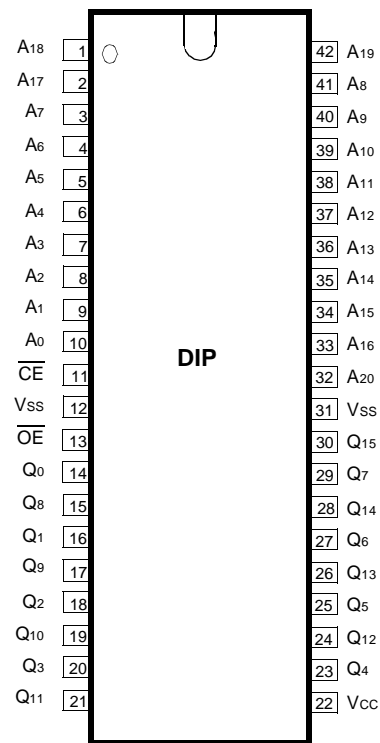 A18 1 42 A19
A17 2 41 A8
A7 3 40 A9
A6 4 39 A10
A5 5 38 A11
A4 6 37 A12
A3 7 36 A13
A2 8 35 A14
A1 9 34 A15
A0 10 33 A16
CE 11 32 A20
VSS 12 31 VSS
OE 13 30 Q15
Q0 14 29 Q7
Q8 15 28 Q14
Q1 16 27 Q6
Q9 17 26 Q13
Q2 18 25 Q5
Q10 19 24 Q12
Q3 20 23 Q4
Q11 21 22 VCC
DIP